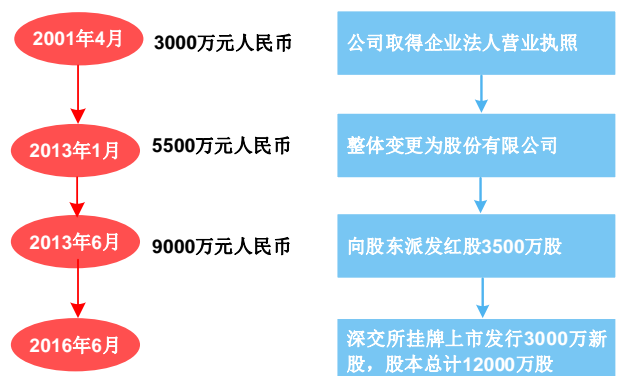 2001年4月
3000万元人民币
公司取得企业法人营业执照
2013年1月
5500万元人民币
整体变更为股份有限公司
2013年6月
9000万元人民币
向股东派发红股3500万股
2016年6月
深交所挂牌上市发行3000万新
股，股本总计12000万股